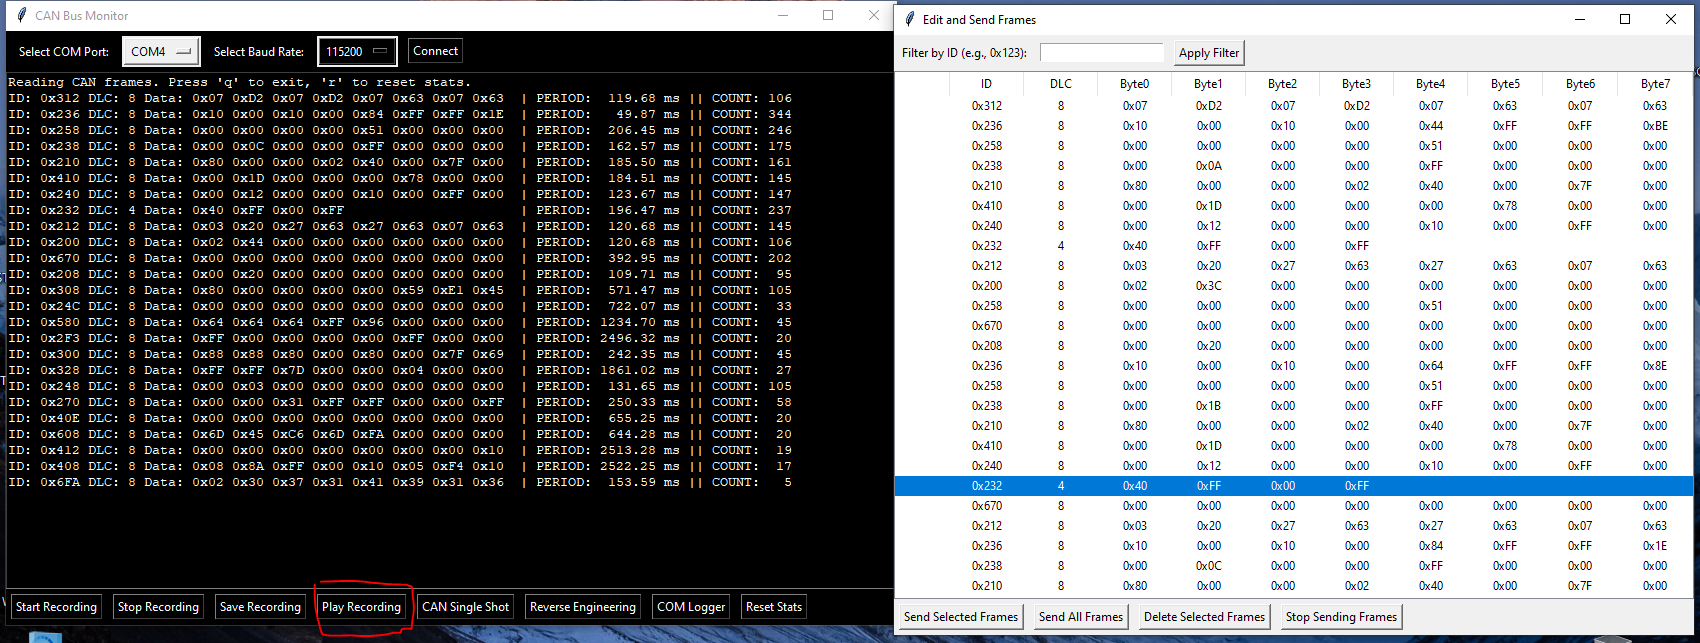 CAN Bus Monitor
Select COM Port: COM4 Select Baud Rate: 115200 Connect
Reading CAN frames. Press 'q' to exit, 'r' to reset stats.
ID: 0x312 DLC: 8 Data: 0x07 0xD2 0x07 0xD2 0x07 0x63 0x07 0x63 | PERIOD: 119.68 ms || COUNT: 106
ID: 0x236 DLC: 8 Data: 0x10 0x00 0x10 0x00 0x84 0xFF 0xFF 0x1E | PERIOD: 49.87 ms || COUNT: 344
ID: 0x258 DLC: 8 Data: 0x00 0x00 0x00 0x00 0x51 0x00 0x00 0x00 | PERIOD: 206.45 ms || COUNT: 246
ID: 0x238 DLC: 8 Data: 0x00 0x0C 0x00 0x00 0xFF 0x00 0x00 0x00 | PERIOD: 162.57 ms || COUNT: 175
ID: 0x210 DLC: 8 Data: 0x80 0x00 0x00 0x02 0x40 0x00 0x7F 0x00 | PERIOD: 185.50 ms || COUNT: 161
ID: 0x410 DLC: 8 Data: 0x00 0x1D 0x00 0x00 0x00 0x78 0x00 0x00 | PERIOD: 184.51 ms || COUNT: 145
ID: 0x240 DLC: 8 Data: 0x00 0x12 0x00 0x00 0x10 0x00 0xFF 0x00 | PERIOD: 123.67 ms || COUNT: 147
ID: 0x232 DLC: 4 Data: 0x40 0xFF 0x00 0xFF | PERIOD: 196.47 ms || COUNT: 237
ID: 0x212 DLC: 8 Data: 0x03 0x20 0x27 0x63 0x27 0x63 0x07 0x63 | PERIOD: 120.68 ms || COUNT: 145
ID: 0x200 DLC: 8 Data: 0x02 0x44 0x00 0x00 0x00 0x00 0x00 0x00 | PERIOD: 120.68 ms || COUNT: 106
ID: 0x670 DLC: 8 Data: 0x00 0x00 0x00 0x00 0x00 0x00 0x00 0x00 | PERIOD: 392.95 ms || COUNT: 202
ID: 0x208 DLC: 8 Data: 0x00 0x20 0x00 0x00 0x00 0x00 0x00 0x00 | PERIOD: 109.71 ms || COUNT: 95
ID: 0x308 DLC: 8 Data: 0x80 0x00 0x00 0x00 0x00 0x59 0xE1 0x45 | PERIOD: 571.47 ms || COUNT: 105
ID: 0x24C DLC: 8 Data: 0x00 0x00 0x00 0x00 0x00 0x00 0x00 0x00 | PERIOD: 722.07 ms || COUNT: 33
ID: 0x580 DLC: 8 Data: 0x64 0x64 0x64 0xFF 0x96 0x00 0x00 0x00 | PERIOD: 1234.70 ms || COUNT: 45
ID: 0x2F3 DLC: 8 Data: 0xFF 0x00 0x00 0x00 0x00 0xFF 0x00 0x00 | PERIOD: 2496.32 ms || COUNT: 20
ID: 0x300 DLC: 8 Data: 0x88 0x88 0x80 0x00 0x80 0x00 0x7F 0x69 | PERIOD: 242.35 ms || COUNT: 45
ID: 0x328 DLC: 8 Data: 0xFF 0xFF 0x7D 0x00 0x00 0x04 0x00 0x00 | PERIOD: 1861.02 ms || COUNT: 27
ID: 0x248 DLC: 8 Data: 0x00 0x03 0x00 0x00 0x00 0x00 0x00 0x00 | PERIOD: 131.65 ms || COUNT: 105
ID: 0x270 DLC: 8 Data: 0x00 0x00 0x31 0xFF 0xFF 0x00 0x00 0xFF | PERIOD: 250.33 ms || COUNT: 58
ID: 0x40E DLC: 8 Data: 0x00 0x00 0x00 0x00 0x00 0x00 0x00 0x00 | PERIOD: 655.25 ms || COUNT: 20
ID: 0x608 DLC: 8 Data: 0x6D 0x45 0xC6 0x6D 0xFA 0x00 0x00 0x00 | PERIOD: 644.28 ms || COUNT: 20
ID: 0x412 DLC: 8 Data: 0x00 0x00 0x00 0x00 0x00 0x00 0x00 0x10 | PERIOD: 2513.28 ms || COUNT: 19
ID: 0x408 DLC: 8 Data: 0x08 0x8A 0xFF 0x00 0x10 0x05 0xF4 0x10 | PERIOD: 2522.25 ms || COUNT: 17
ID: 0x6FA DLC: 8 Data: 0x02 0x30 0x37 0x31 0x41 0x39 0x31 0x36 | PERIOD: 153.59 ms || COUNT: 5
Start Recording Stop Recording Save Recording Play Recording CAN Single Shot Reverse Engineering COM Logger Reset Stats
Edit and Send Frames
Filter by ID (e.g., 0x123): Apply Filter
ID DLC Byte0 Byte1 Byte2 Byte3 Byte4 Byte5 Byte6 Byte7
0x312 8 0x07 0xD2 0x07 0xD2 0x07 0x63 0x07 0x63
0x236 8 0x10 0x00 0x10 0x00 0x44 0xFF 0xFF 0xBE
0x258 8 0x00 0x00 0x00 0x00 0x51 0x00 0x00 0x00
0x238 8 0x00 0x0A 0x00 0x00 0xFF 0x00 0x00 0x00
0x210 8 0x80 0x00 0x00 0x02 0x40 0x00 0x7F 0x00
0x410 8 0x00 0x1D 0x00 0x00 0x00 0x78 0x00 0x00
0x240 8 0x00 0x12 0x00 0x00 0x10 0x00 0xFF 0x00
0x232 4 0x40 0xFF 0x00 0xFF
0x212 8 0x03 0x20 0x27 0x63 0x27 0x63 0x07 0x63
0x200 8 0x02 0x3C 0x00 0x00 0x00 0x00 0x00 0x00
0x258 8 0x00 0x00 0x00 0x00 0x51 0x00 0x00 0x00
0x670 8 0x00 0x00 0x00 0x00 0x00 0x00 0x00 0x00
0x208 8 0x00 0x20 0x00 0x00 0x00 0x00 0x00 0x00
0x236 8 0x10 0x00 0x10 0x00 0x64 0xFF 0xFF 0x8E
0x258 8 0x00 0x00 0x00 0x00 0x51 0x00 0x00 0x00
0x238 8 0x00 0x1B 0x00 0x00 0xFF 0x00 0x00 0x00
0x210 8 0x80 0x00 0x00 0x02 0x40 0x00 0x7F 0x00
0x410 8 0x00 0x1D 0x00 0x00 0x00 0x78 0x00 0x00
0x240 8 0x00 0x12 0x00 0x00 0x10 0x00 0xFF 0x00
0x232 4 0x40 0xFF 0x00 0xFF
0x670 8 0x00 0x00 0x00 0x00 0x00 0x00 0x00 0x00
0x212 8 0x03 0x20 0x27 0x63 0x27 0x63 0x07 0x63
0x236 8 0x10 0x00 0x10 0x00 0x84 0xFF 0xFF 0x1E
0x238 8 0x00 0x0C 0x00 0x00 0xFF 0x00 0x00 0x00
0x210 8 0x80 0x00 0x00 0x02 0x40 0x00 0x7F 0x00
Send Selected Frames Send All Frames Delete Selected Frames Stop Sending Frames